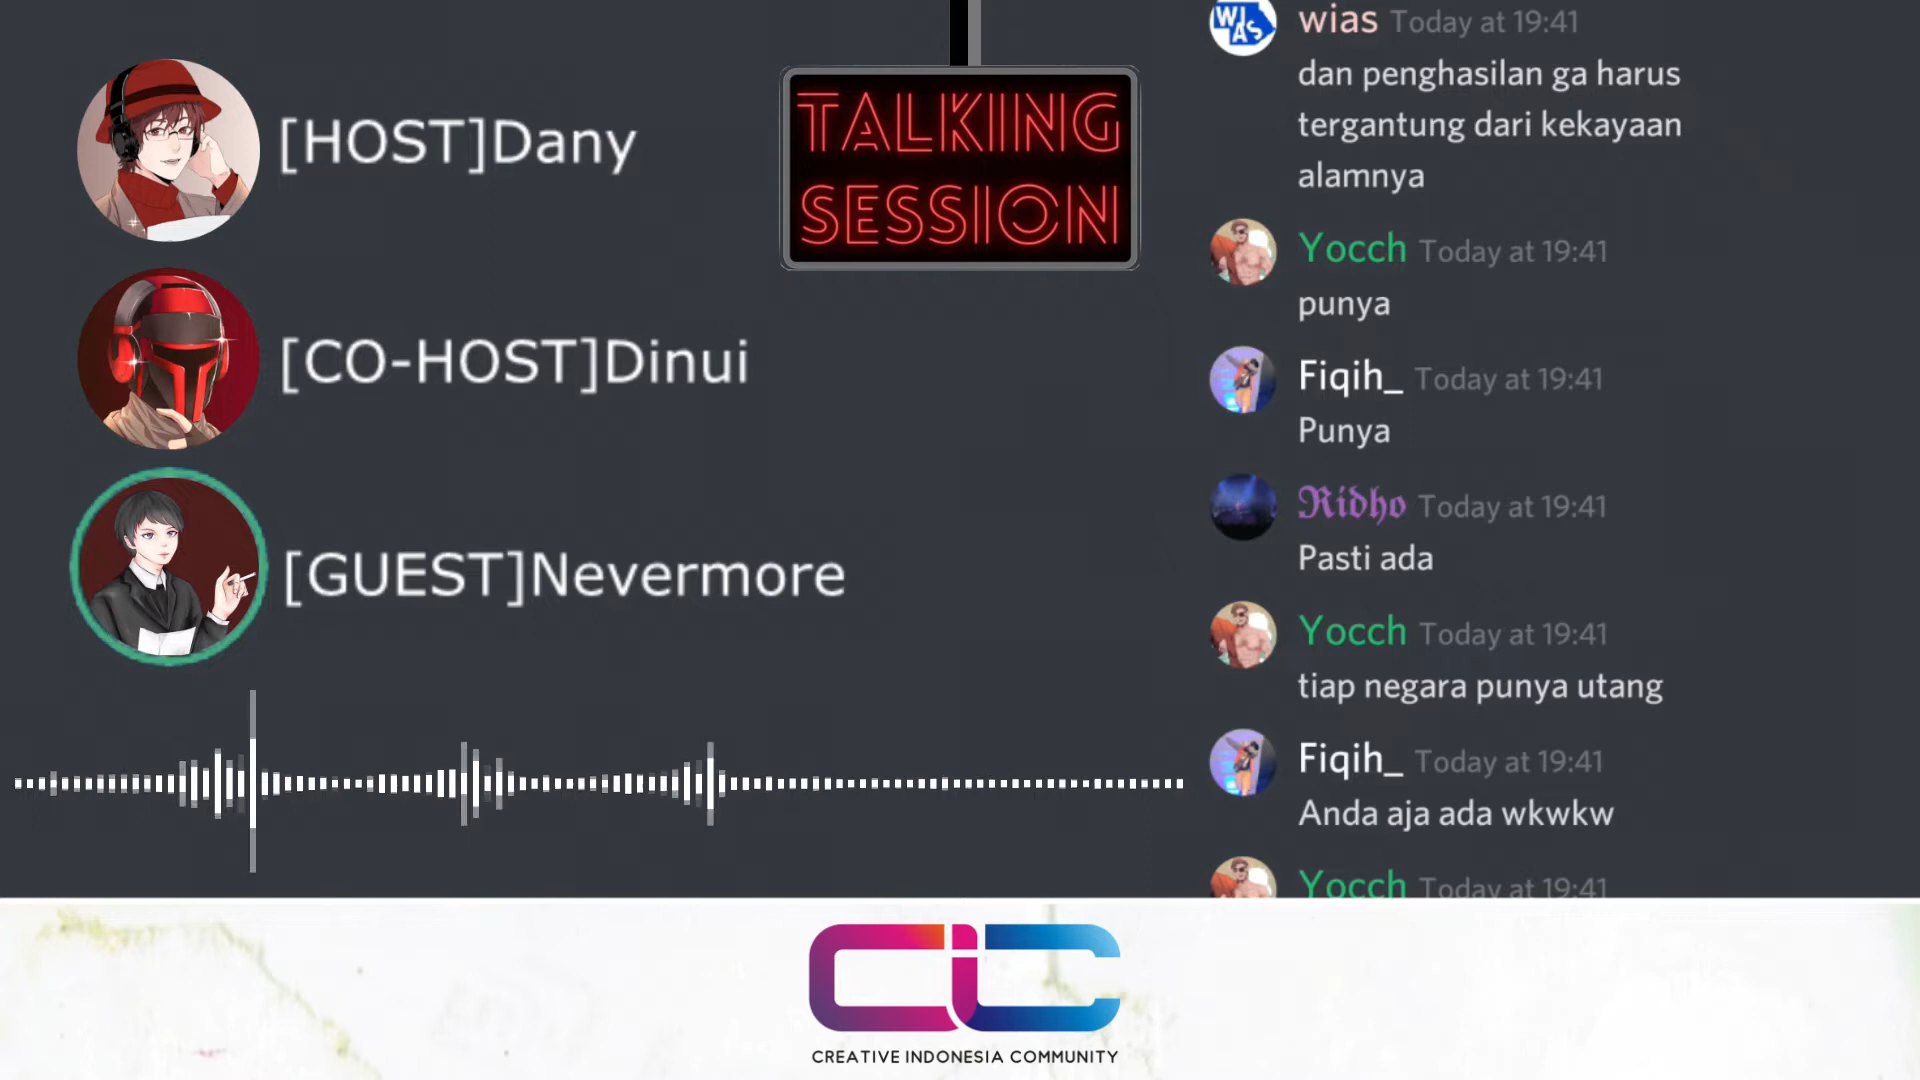 [HOST]Dany
[CO-HOST]Dinui
[GUEST]Nevermore
TALKING
SESSION
WIAS
wias Today at 19:41
dan penghasilan ga harus
tergantung dari kekayaan
alamnya
Yocch Today at 19:41
punya
Fiqih_ Today at 19:41
Punya
Ridho Today at 19:41
Pasti ada
Yocch Today at 19:41
tiap negara punya utang
Fiqih_ Today at 19:41
Anda aja ada wkwkw
Yocch Today at 19:41
CIC
CREATIVE INDONESIA COMMUNITY